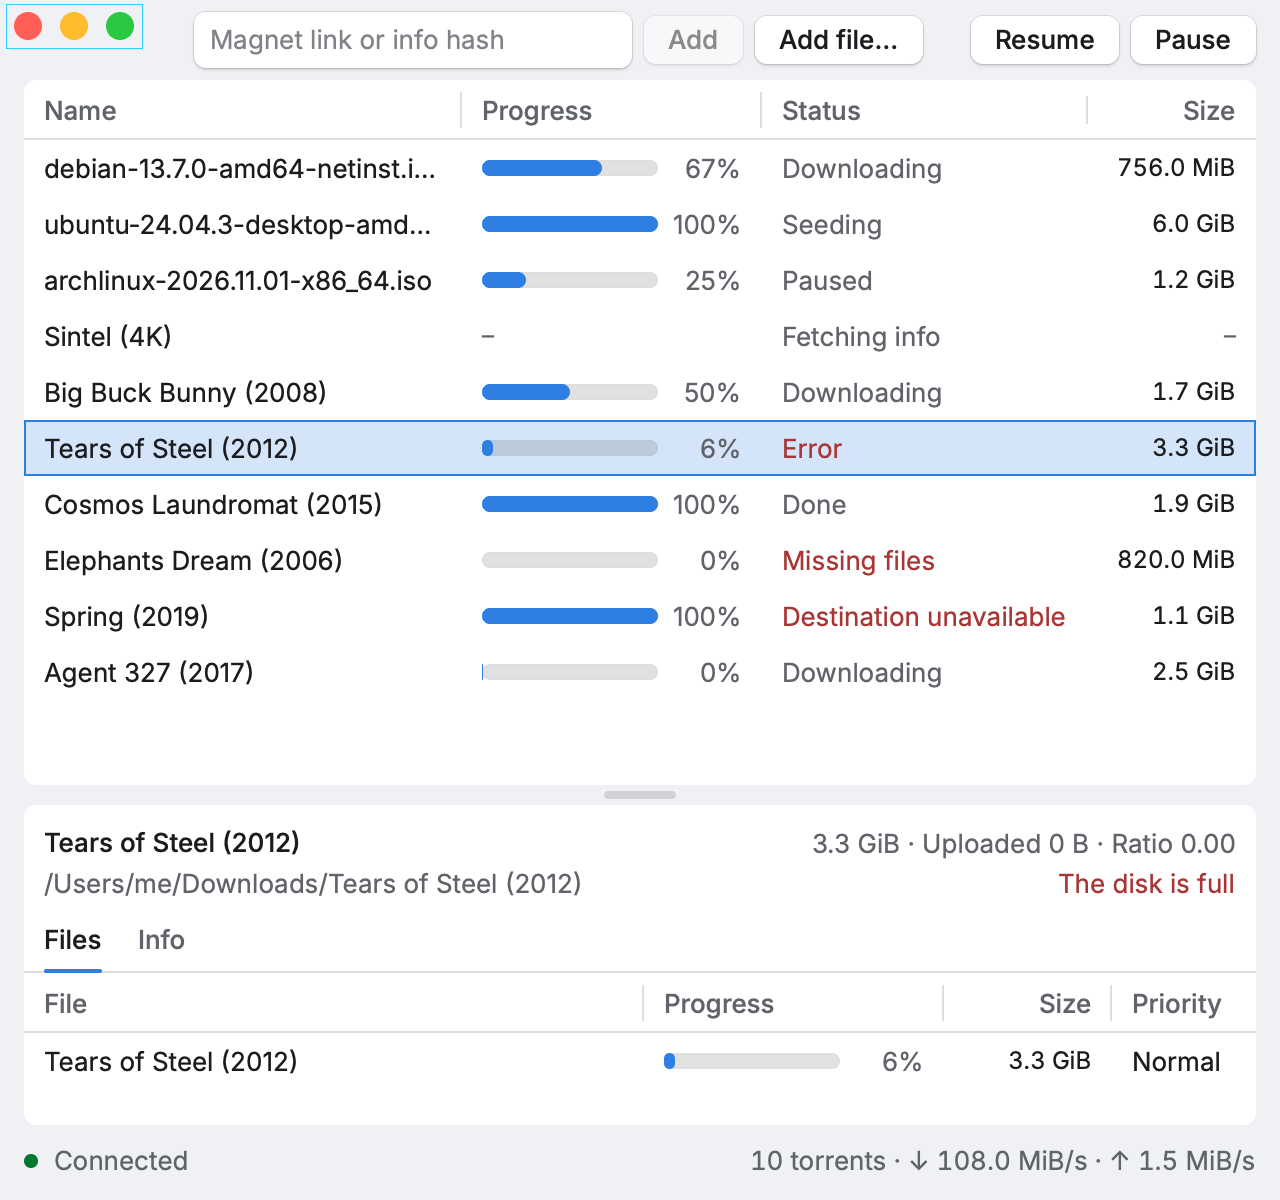 Magnet link or info hash Add Add file... Resume Pause
Name Progress Status Size
debian-13.7.0-amd64-netinst.i... 67% Downloading 756.0 MiB
ubuntu-24.04.3-desktop-amd... 100% Seeding 6.0 GiB
archlinux-2026.11.01-x86_64.iso 25% Paused 1.2 GiB
Sintel (4K) – Fetching info –
Big Buck Bunny (2008) 50% Downloading 1.7 GiB
Tears of Steel (2012) 6% Error 3.3 GiB
Cosmos Laundromat (2015) 100% Done 1.9 GiB
Elephants Dream (2006) 0% Missing files 820.0 MiB
Spring (2019) 100% Destination unavailable 1.1 GiB
Agent 327 (2017) 0% Downloading 2.5 GiB
Tears of Steel (2012) 3.3 GiB · Uploaded 0 B · Ratio 0.00
/Users/me/Downloads/Tears of Steel (2012) The disk is full
Files Info
File Progress Size Priority
Tears of Steel (2012) 6% 3.3 GiB Normal
Connected 10 torrents · ↓ 108.0 MiB/s · ↑ 1.5 MiB/s